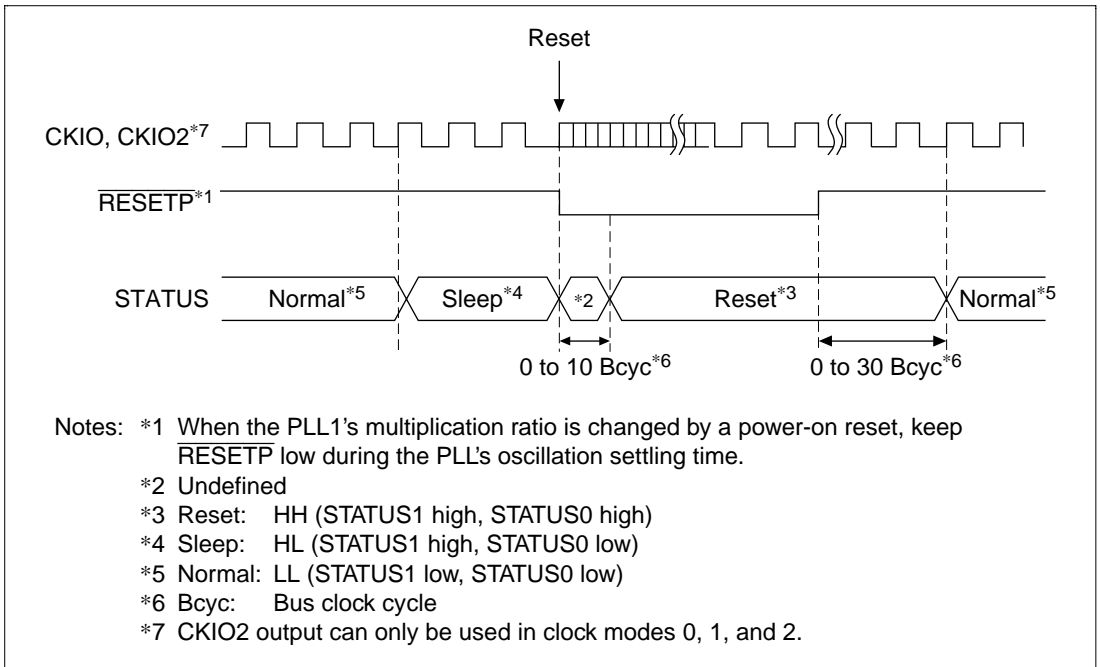 Reset
CKIO, CKIO2*7
RESETP*1
STATUS Normal*5 Sleep*4 *2 Reset*3 Normal*5
0 to 10 Bcyc*6 0 to 30 Bcyc*6
Notes: *1 When the PLL1's multiplication ratio is changed by a power-on reset, keep
RESETP low during the PLL's oscillation settling time.
*2 Undefined
*3 Reset: HH (STATUS1 high, STATUS0 high)
*4 Sleep: HL (STATUS1 high, STATUS0 low)
*5 Normal: LL (STATUS1 low, STATUS0 low)
*6 Bcyc: Bus clock cycle
*7 CKIO2 output can only be used in clock modes 0, 1, and 2.